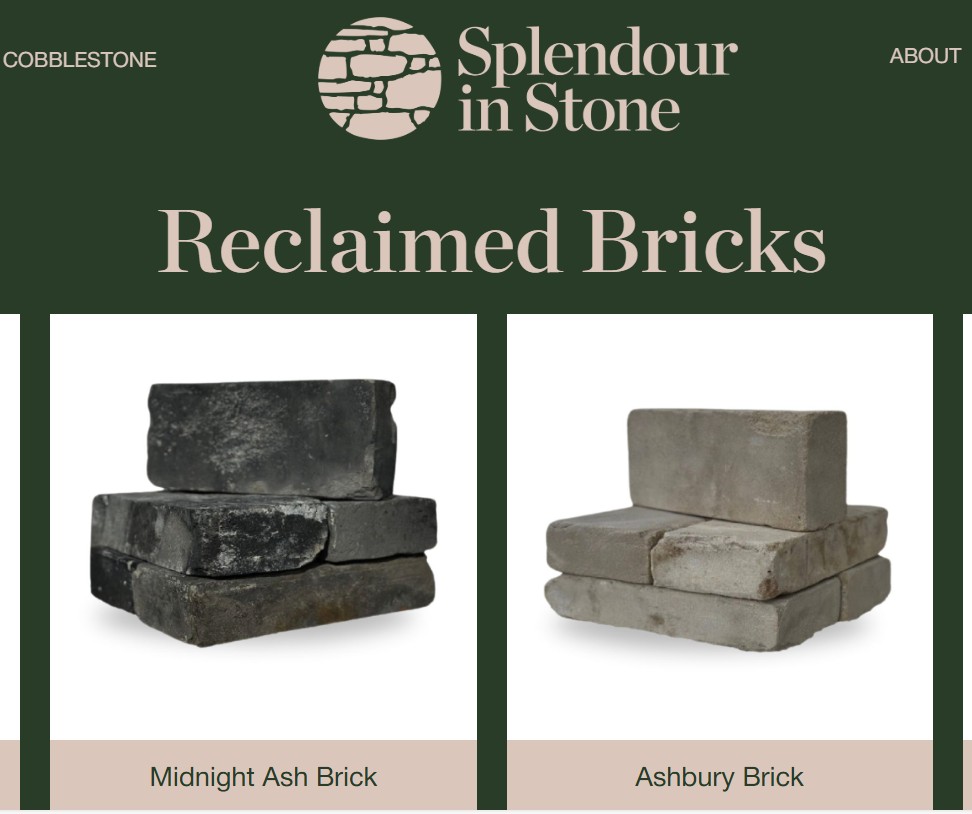 COBBLESTONE
Splendour
in Stone
ABOUT
Reclaimed Bricks
Midnight Ash Brick
Ashbury Brick